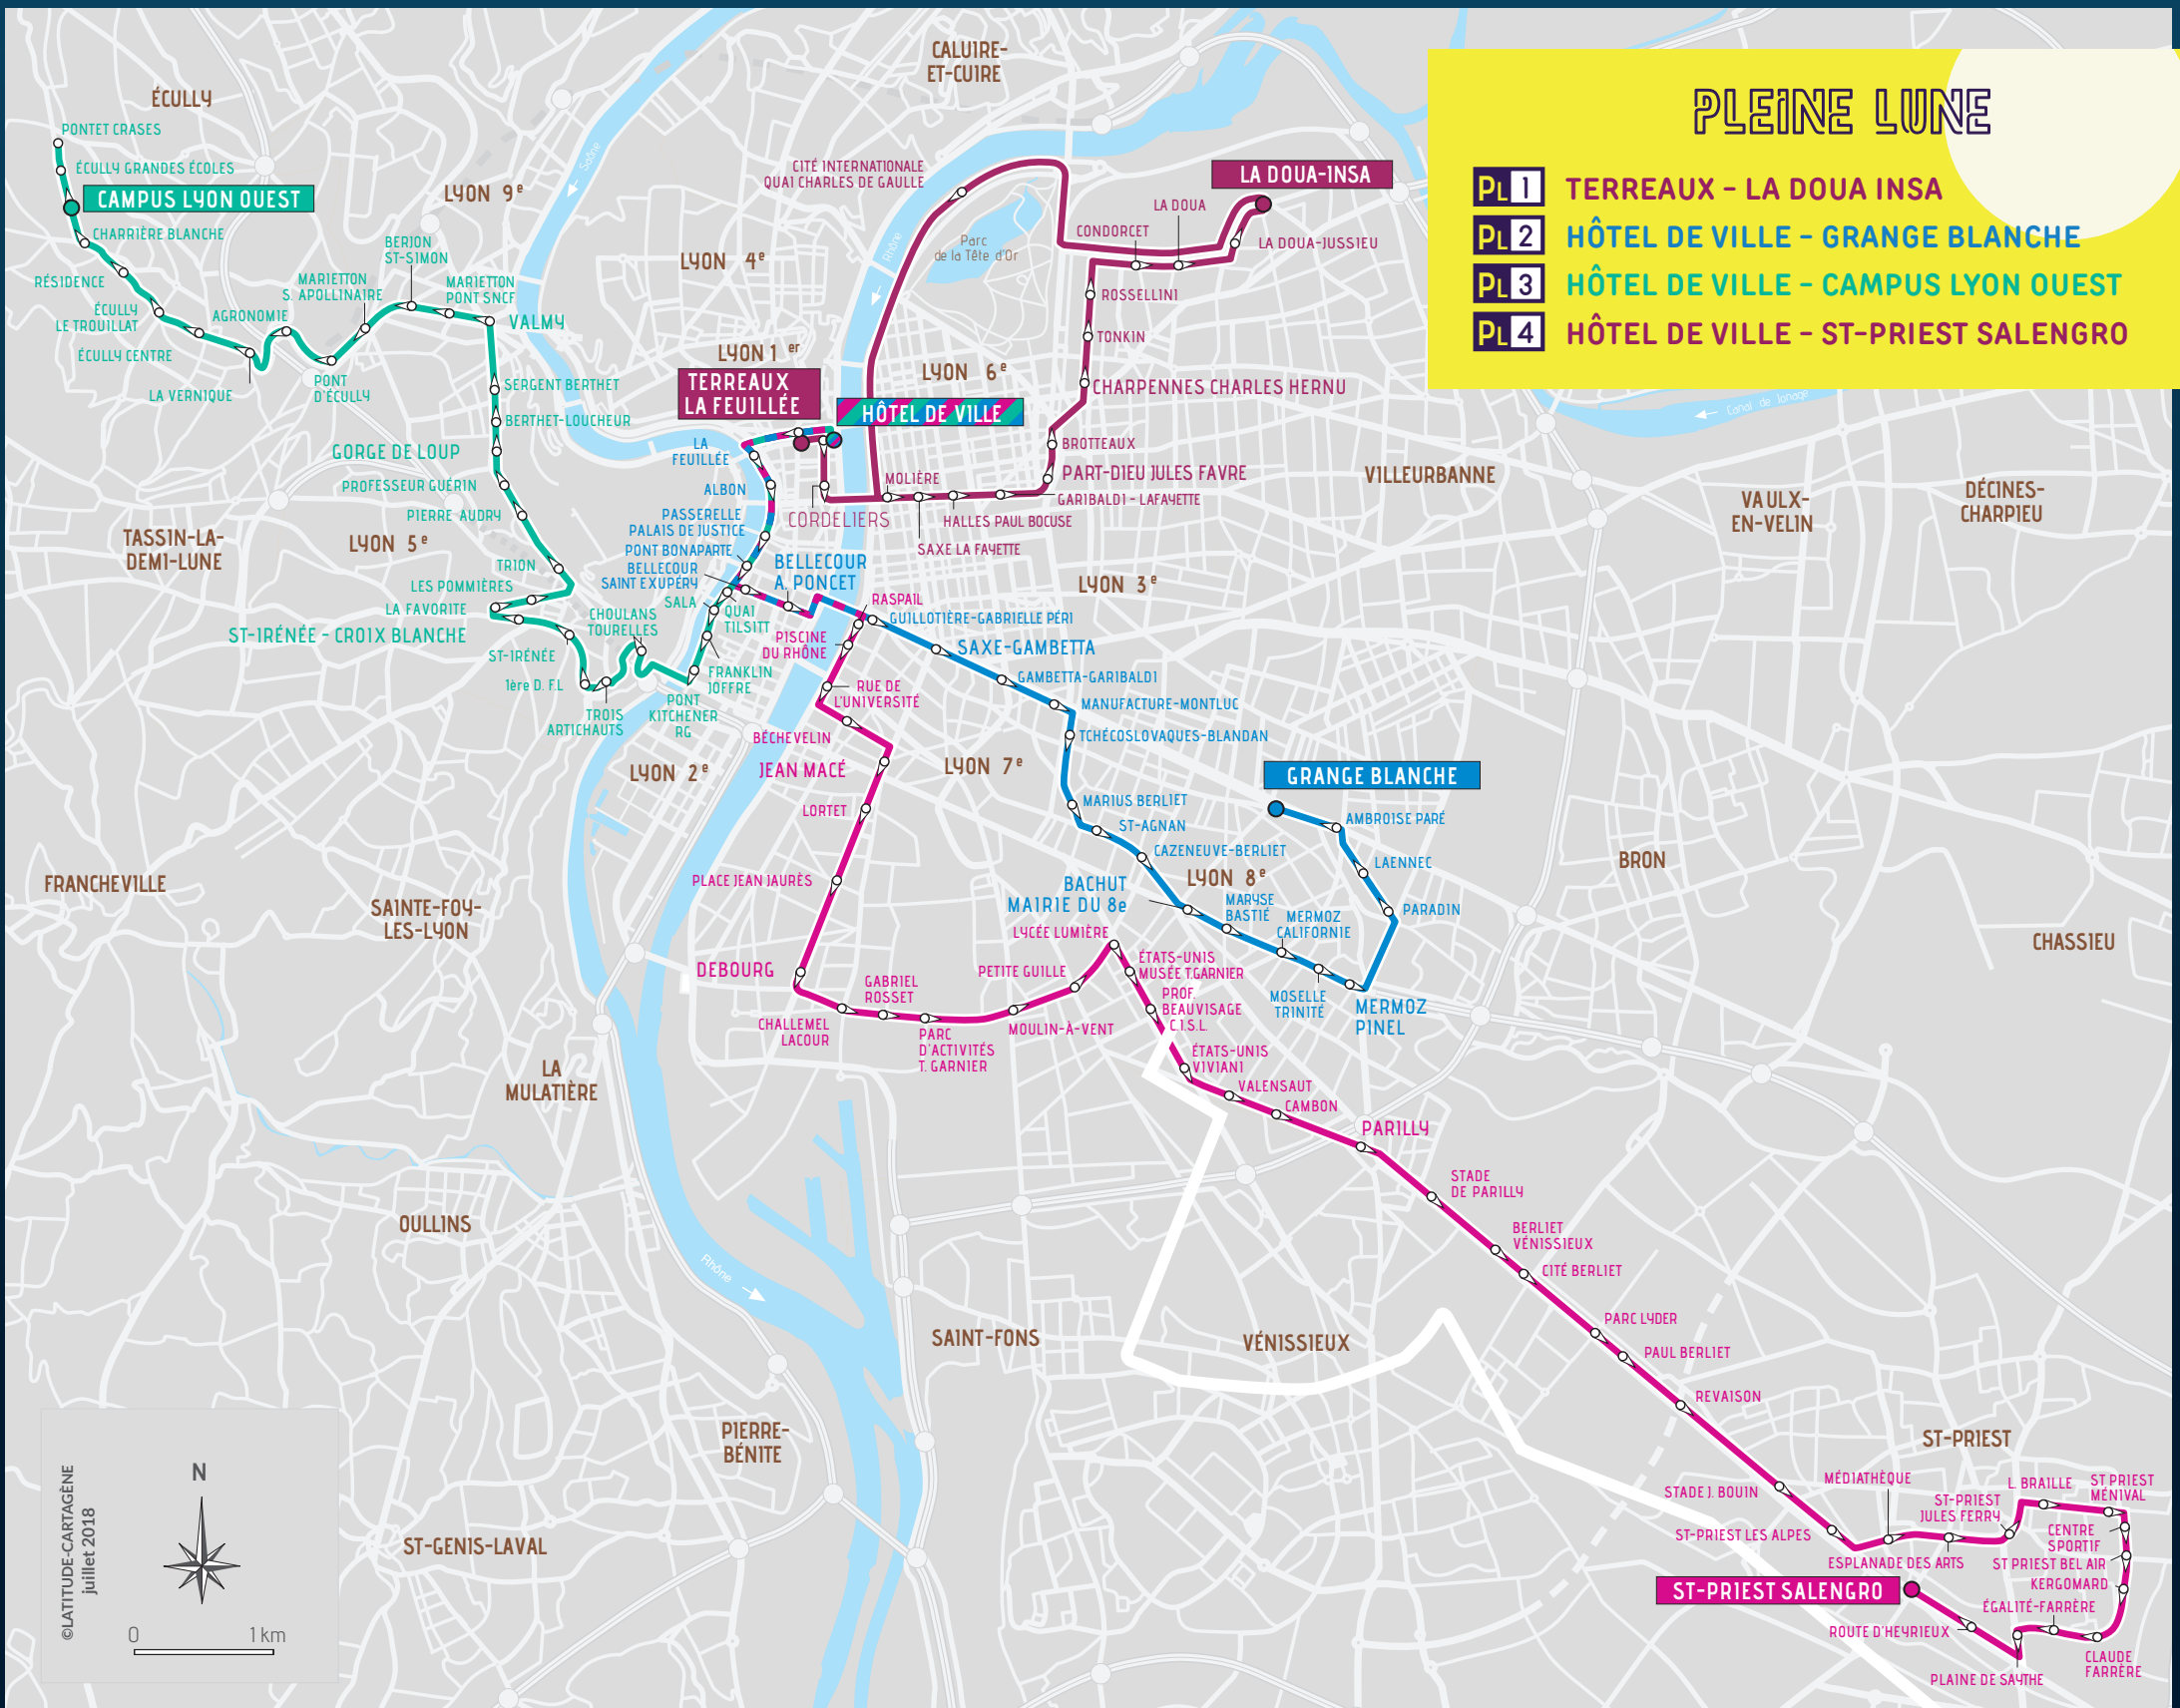 PLEINE LUNE
PL 1 TERREAUX - LA DOUA INSA
PL 2 HÔTEL DE VILLE - GRANGE BLANCHE
PL 3 HÔTEL DE VILLE - CAMPUS LYON OUEST
PL 4 HÔTEL DE VILLE - ST-PRIEST SALENGRO
CALUIRE-
ET-CUIRE
ÉCULLY
PONTET CRASES
ÉCULLY GRANDES ÉCOLES
CAMPUS LYON OUEST
CHARRIÈRE BLANCHE
RÉSIDENCE
ÉCULLY
LE TROUILLAT
ÉCULLY CENTRE
LA VERNIQUE
AGRONOMIE
PONT
D'ÉCULLY
MARIETTON
S. APOLLINAIRE
BERJON
ST-SIMON
MARIETTON
PONT SNCF
VALMY
LYON 9e
Saône
SERGENT BERTHET
BERTHET-LOUCHEUR
GORGE DE LOUP
PROFESSEUR GUÉRIN
PIERRE AUDRY
LYON 5e
TASSIN-LA-
DEMI-LUNE
TRION
LES POMMIÈRES
LA FAVORITE
ST-IRÉNÉE - CROIX BLANCHE
ST-IRÉNÉE
1ère D. F.L
TROIS
ARTICHAUTS
CHOULANS
TOURELLES
PONT
KITCHENER
RG
FRANKLIN
JOFFRE
SALA
QUAI
TILSITT
CITÉ INTERNATIONALE
QUAI CHARLES DE GAULLE
Rhône
Parc
de la Tête d'Or
LA DOUA-INSA
LA DOUA
CONDORCET
LA DOUA-JUSSIEU
ROSSELLINI
TONKIN
CHARPENNES CHARLES HERNU
BROTTEAUX
PART-DIEU JULES FAVRE
GARIBALDI - LAFAYETTE
HALLES PAUL BOCUSE
SAXE LA FAYETTE
MOLIÈRE
CORDELIERS
LYON 4e
LYON 1er
LYON 6e
TERREAUX
LA FEUILLÉE
HÔTEL DE VILLE
LA
FEUILLÉE
ALBON
PASSERELLE
PALAIS DE JUSTICE
PONT BONAPARTE
BELLECOUR
SAINT EXUPÉRY
BELLECOUR
A. PONCET
LYON 3e
VILLEURBANNE
Canal de Jonage
VAULX-
EN-VELIN
DÉCINES-
CHARPIEU
RASPAIL
GUILLOTIÈRE-GABRIELLE PÉRI
PISCINE
DU RHÔNE
SAXE-GAMBETTA
GAMBETTA-GARIBALDI
MANUFACTURE-MONTLUC
TCHÉCOSLOVAQUES-BLANDAN
RUE DE
L'UNIVERSITÉ
BÉCHEVELIN
JEAN MACÉ
LYON 2e
LYON 7e
LORTET
PLACE JEAN JAURÈS
DEBOURG
GRANGE BLANCHE
AMBROISE PARÉ
LAENNEC
PARADIN
MARIUS BERLIET
ST-AGNAN
CAZENEUVE-BERLIET
LYON 8e
BACHUT
MAIRIE DU 8e
MARYSE
BASTIÉ
MERMOZ
CALIFORNIE
MOSELLE
TRINITÉ
MERMOZ
PINEL
BRON
CHASSIEU
FRANCHEVILLE
SAINTE-FOY-
LES-LYON
LYCÉE LUMIÈRE
PETITE GUILLE
MOULIN-À-VENT
PARC
D'ACTIVITÉS
T. GARNIER
GABRIEL
ROSSET
CHALLEMEL
LACOUR
ÉTATS-UNIS
MUSÉE T.GARNIER
PROF.
BEAUVISAGE
C.I.S.L.
ÉTATS-UNIS
VIVIANI
VALENSAUT
CAMBON
PARILLY
STADE
DE PARILLY
BERLIET
VÉNISSIEUX
CITÉ BERLIET
PARC LYDER
PAUL BERLIET
REVAISON
LA
MULATIÈRE
OULLINS
Rhône
SAINT-FONS
VÉNISSIEUX
PIERRE-
BÉNITE
ST-GENIS-LAVAL
ST-PRIEST
STADE J. BOUIN
MÉDIATHÈQUE
ST-PRIEST LES ALPES
ESPLANADE DES ARTS
ST-PRIEST
JULES FERRY
L. BRAILLE
ST PRIEST
MÉNIVAL
CENTRE
SPORTIF
ST PRIEST BEL AIR
KERGOMARD
ÉGALITÉ-FARRÈRE
CLAUDE
FARRÈRE
PLAINE DE SAYTHE
ROUTE D'HEYRIEUX
ST-PRIEST SALENGRO
©LATITUDE-CARTAGÈNE
juillet 2018
N
0 1 km